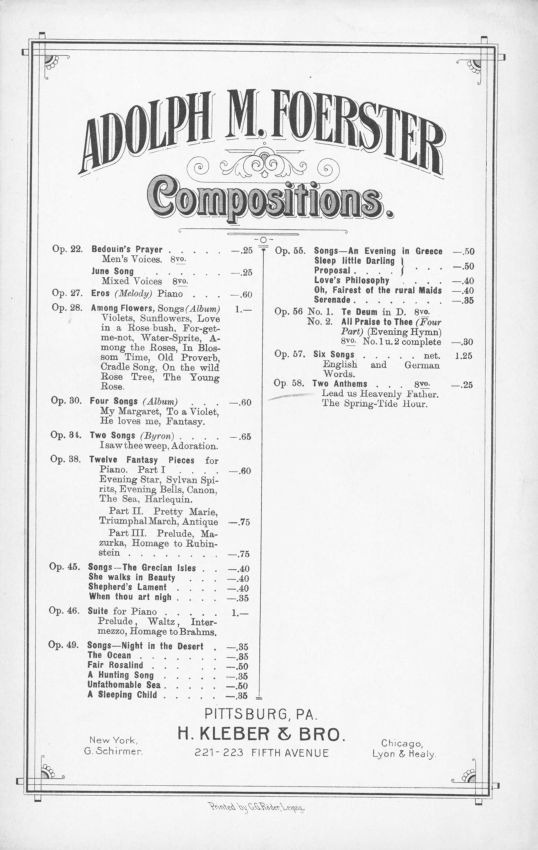 ADOLPH M. FOERSTER
Compositions.
Op. 22. Bedouin's Prayer . . . . . —.25
Men's Voices. 8vo.
June Song . . . . . . —.25
Mixed Voices 8vo.
Op. 27. Eros (Melody) Piano . . . —.60
Op. 28. Among Flowers, Songs (Album) 1.—
Violets, Sunflowers, Love
in a Rose-bush, For-get-
me-not, Water-Sprite, A-
mong the Roses, In Blos-
som Time, Old Proverb,
Cradle Song, On the wild
Rose Tree, The Young
Rose.
Op. 30. Four Songs (Album) . . . —.60
My Margaret, To a Violet,
He loves me, Fantasy.
Op. 34. Two Songs (Byron) . . . . —.65
I saw thee weep, Adoration.
Op. 38. Twelve Fantasy Pieces for
Piano. Part I . . . . —.60
Evening Star, Sylvan Spi-
rits, Evening Bells, Canon,
The Sea, Harlequin.
Part II. Pretty Marie,
Triumphal March, Antique —.75
Part III. Prelude, Ma-
zurka, Homage to Rubin-
stein . . . . . . . . —.75
Op. 45. Songs—The Grecian Isles . . —.40
She walks in Beauty . . . —.40
Shepherd's Lament . . . . —.40
When thou art nigh . . . . —.35
Op. 46. Suite for Piano . . . . . 1.—
Prelude, Waltz, Inter-
mezzo, Homage to Brahms.
Op. 49. Songs—Night in the Desert . —.35
The Ocean . . . . . . . —.35
Fair Rosalind . . . . . —.50
A Hunting Song . . . . . —.35
Unfathomable Sea . . . . . —.50
A Sleeping Child . . . . . —.35
Op. 55. Songs—An Evening in Greece —.50
Sleep little Darling } . . . —.50
Proposal . . . . }
Love's Philosophy . . . . —.40
Oh, Fairest of the rural Maids —.40
Serenade . . . . . . . —.35
Op. 56 No. 1. Te Deum in D. 8vo.
No. 2. All Praise to Thee (Four
Part) (Evening Hymn)
8vo. No. 1 u. 2 complete —.30
Op. 57. Six Songs . . . . . net. 1.25
English and German
Words.
Op. 58. Two Anthems . . . 8vo. —.25
Lead us Heavenly Father.
The Spring-Tide Hour.
PITTSBURG, PA.
H. KLEBER & BRO.
221-223 FIFTH AVENUE
New York,
G. Schirmer.
Chicago,
Lyon & Healy.
Printed by C.G. Röder, Leipzig.